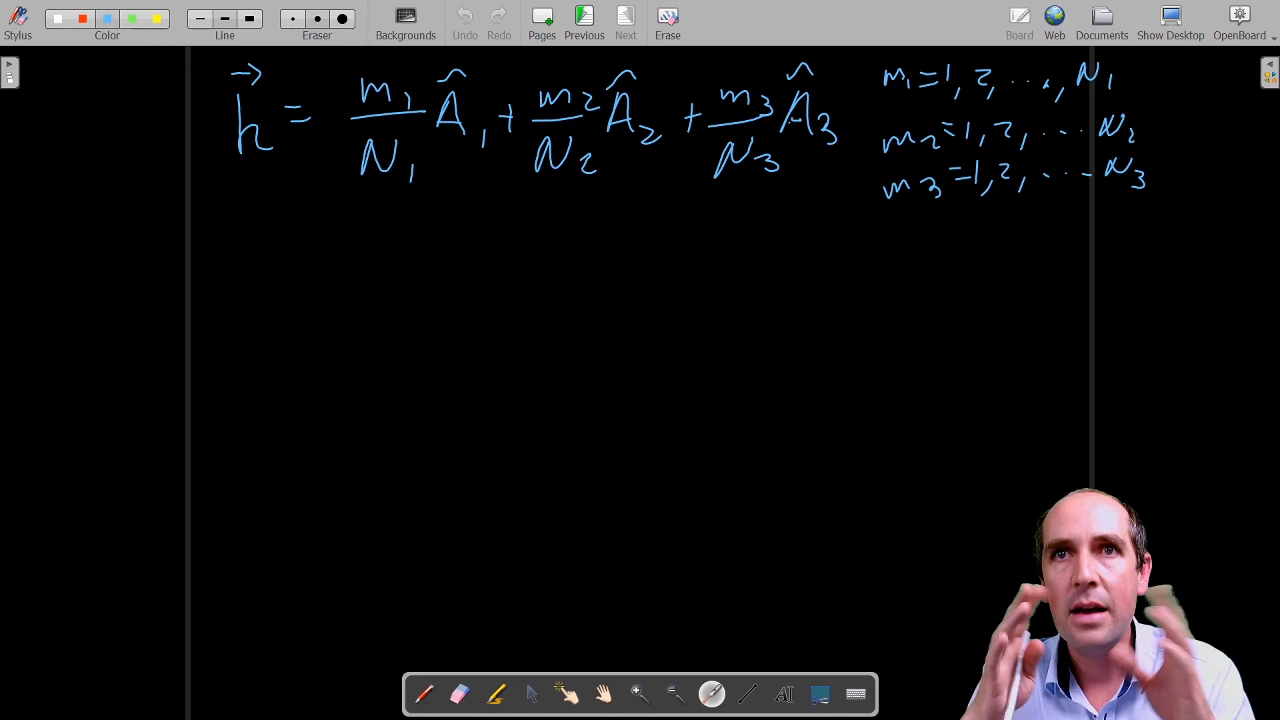 Stylus Color Line Eraser Backgrounds Undo Redo Pages Previous Next Erase Board Web Documents Show Desktop OpenBoard
h⃗ = m₁/N₁ Â₁ + m₂/N₂ Â₂ + m₃/N₃ Â₃
m₁ = 1, 2, ..., N₁
m₂ = 1, 2, ... N₂
m₃ = 1, 2, ... N₃
AI